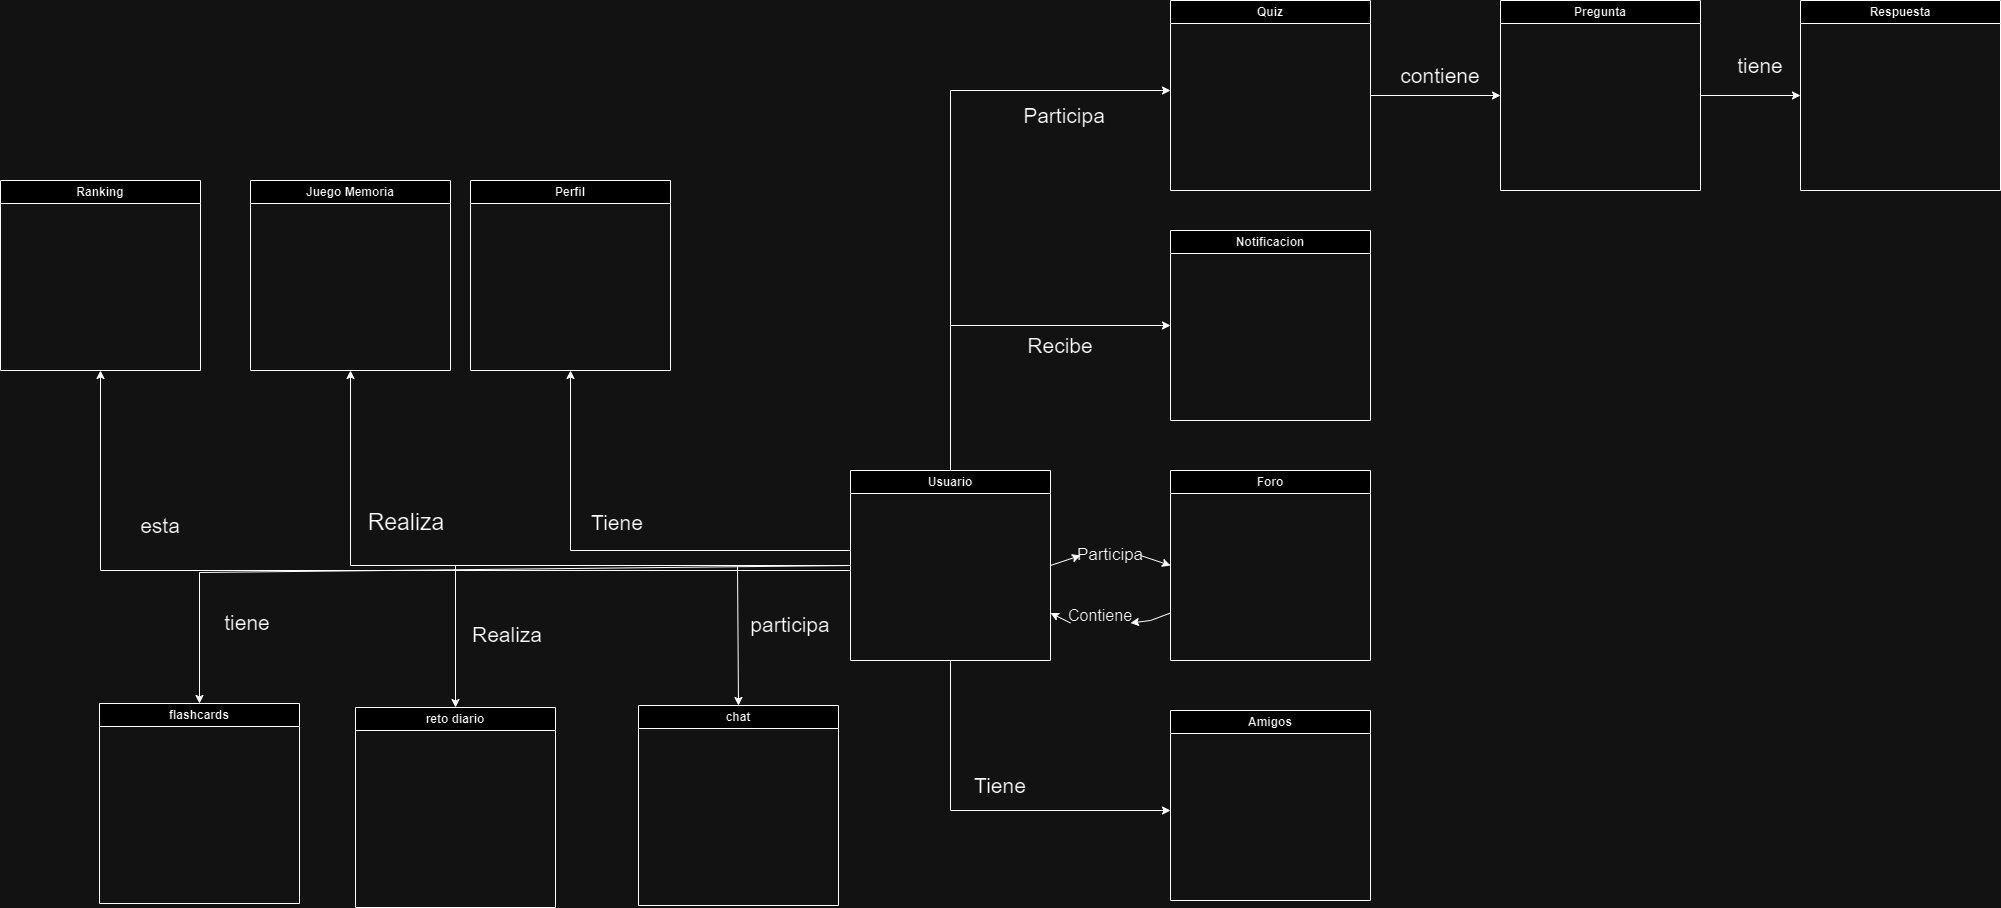 Quiz
Pregunta
Respuesta
contiene
tiene
Participa
Ranking
Juego Memoria
Perfil
Notificacion
Recibe
Usuario
Foro
esta
Realiza
Tiene
Participa
Contiene
tiene
Realiza
participa
flashcards
reto diario
chat
Amigos
Tiene